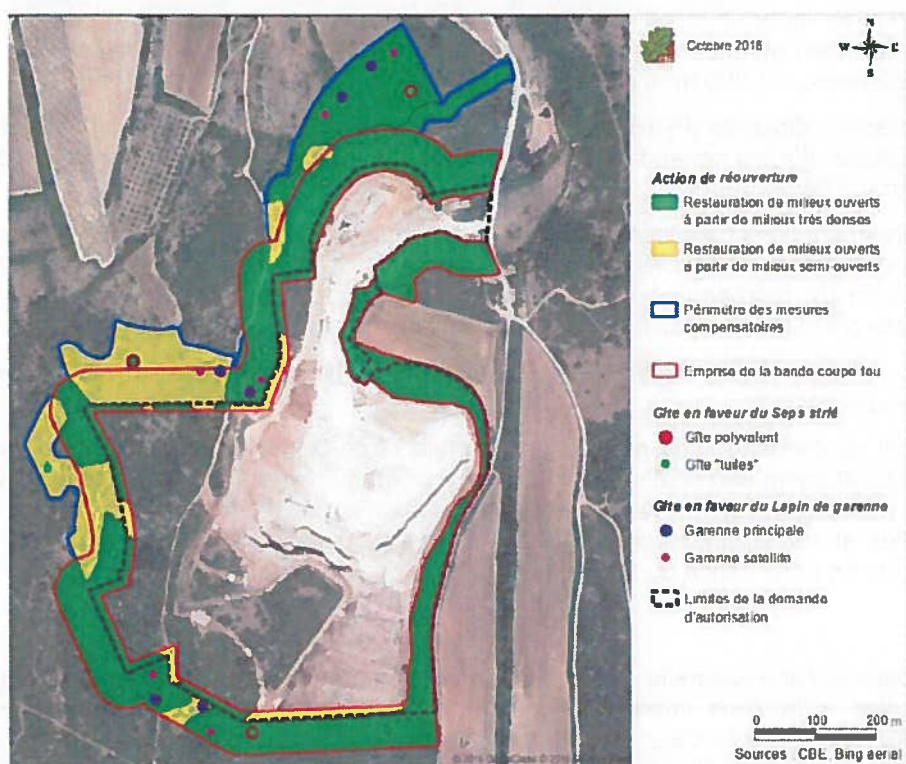 Octobre 2016
N
W E
S
Action de réouverture
Restauration de milieux ouverts
à partir de milieux très denses
Restauration de milieux ouverts
à partir de milieux semi-ouverts
Périmètre des mesures
compensatoires
Emprise de la bande coupe feu
Gîte en faveur du Seps strié
Gîte polyvalent
Gîte "tuiles"
Gîte en faveur du Lapin de garenne
Garenne principale
Garenne satellite
Limites de la demande
d'autorisation
0 100 200 m
Sources CBE, Bing aerial